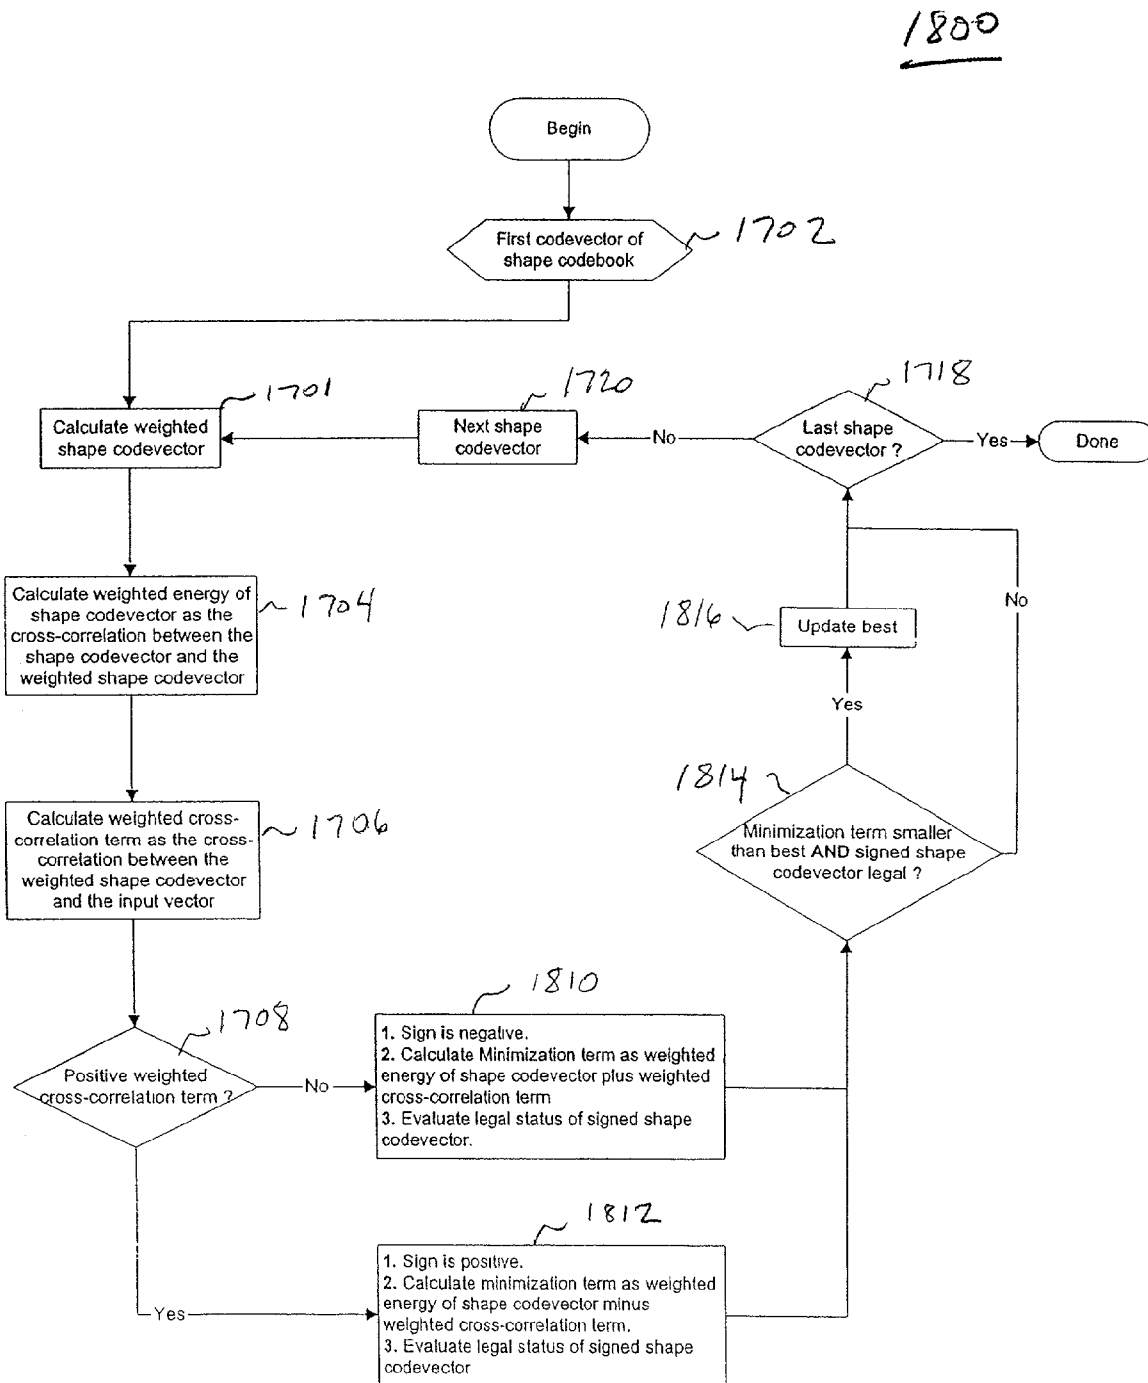 1800
Begin
First codevector of
shape codebook
1702
1701
Calculate weighted
shape codevector
1720
Next shape
codevector
No
1718
Last shape
codevector ?
Yes
Done
Calculate weighted energy of
shape codevector as the
cross-correlation between the
shape codevector and the
weighted shape codevector
1704
No
1816
Update best
Yes
1814
Minimization term smaller
than best AND signed shape
codevector legal ?
Calculate weighted cross-
correlation term as the cross-
correlation between the
weighted shape codevector
and the input vector
1706
1708
Positive weighted
cross-correlation term ?
No
1810
1. Sign is negative.
2. Calculate Minimization term as weighted
energy of shape codevector plus weighted
cross-correlation term
3. Evaluate legal status of signed shape
codevector.
Yes
1812
1. Sign is positive.
2. Calculate minimization term as weighted
energy of shape codevector minus
weighted cross-correlation term.
3. Evaluate legal status of signed shape
codevector